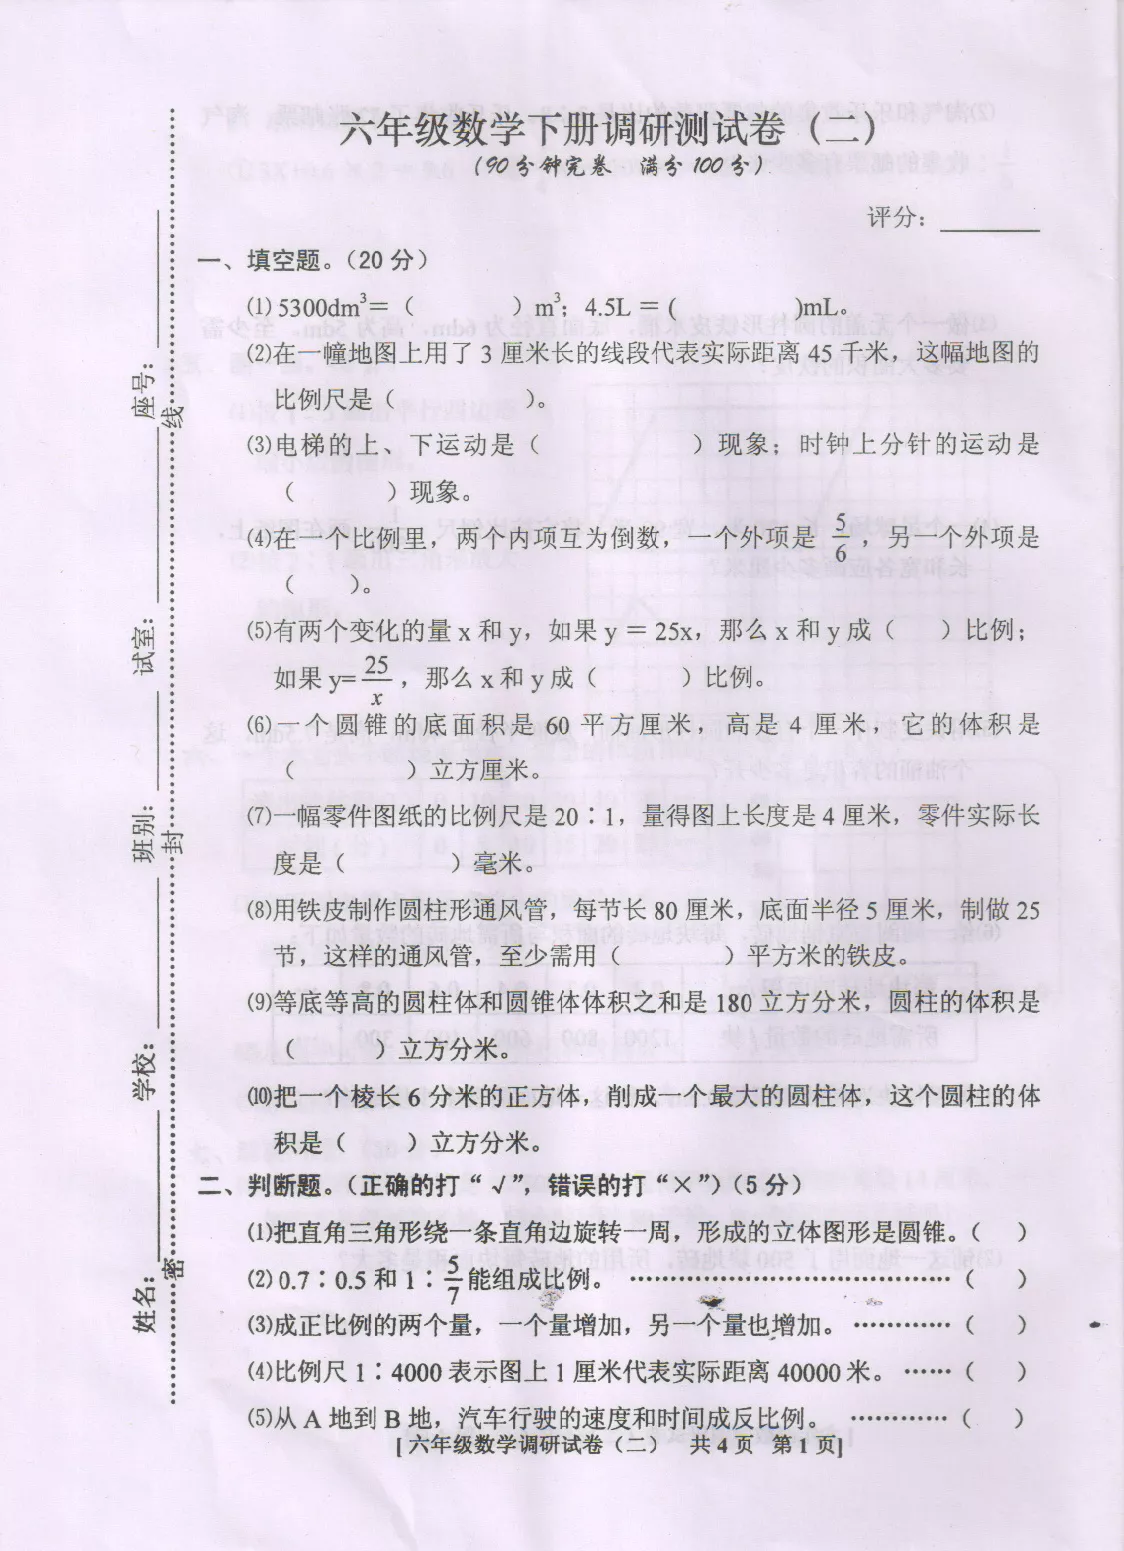 六年级数学下册调研测试卷（二）
（90分钟完卷　满分100分）
评分：
一、填空题。（20分）
⑴ 5300dm³＝（　　）m³；4.5L＝（　　）mL。
⑵在一幢地图上用了3厘米长的线段代表实际距离45千米，这幅地图的
比例尺是（　　）。
⑶电梯的上、下运动是（　　）现象；时钟上分针的运动是
（　　）现象。
⑷在一个比例里，两个内项互为倒数，一个外项是5/6，另一个外项是
（　　）。
⑸有两个变化的量x和y，如果y＝25x，那么x和y成（　　）比例；
如果y=25/x，那么x和y成（　　）比例。
⑹一个圆锥的底面积是60平方厘米，高是4厘米，它的体积是
（　　）立方厘米。
⑺一幅零件图纸的比例尺是20∶1，量得图上长度是4厘米，零件实际长
度是（　　）毫米。
⑻用铁皮制作圆柱形通风管，每节长80厘米，底面半径5厘米，制做25
节，这样的通风管，至少需用（　　）平方米的铁皮。
⑼等底等高的圆柱体和圆锥体体积之和是180立方分米，圆柱的体积是
（　　）立方分米。
⑽把一个棱长6分米的正方体，削成一个最大的圆柱体，这个圆柱的体
积是（　　）立方分米。
二、判断题。（正确的打“√”，错误的打“×”）（5分）
⑴把直角三角形绕一条直角边旋转一周，形成的立体图形是圆锥。（　　）
⑵ 0.7∶0.5和1∶5/7能组成比例。…………………………………（　　）
⑶成正比例的两个量，一个量增加，另一个量也增加。…………（　　）
⑷比例尺1∶4000表示图上1厘米代表实际距离40000米。……（　　）
⑸从A地到B地，汽车行驶的速度和时间成反比例。…………（　　）
[六年级数学调研试卷（二）　共4页　第1页]
姓名：　学校：　班别：　试室：　座号：
密　封　线